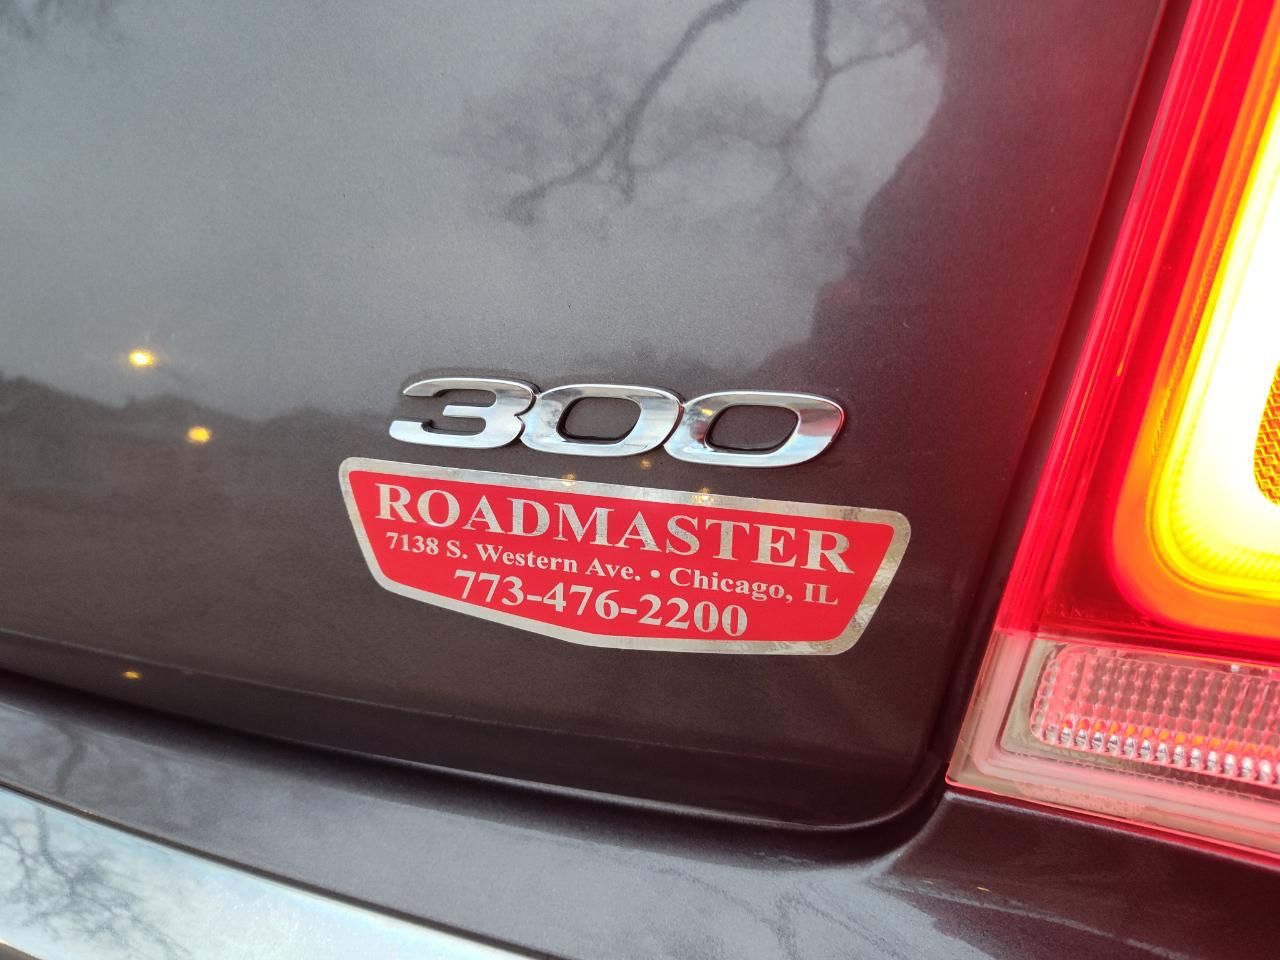 300
ROADMASTER
7138 S. Western Ave. • Chicago, IL
773-476-2200